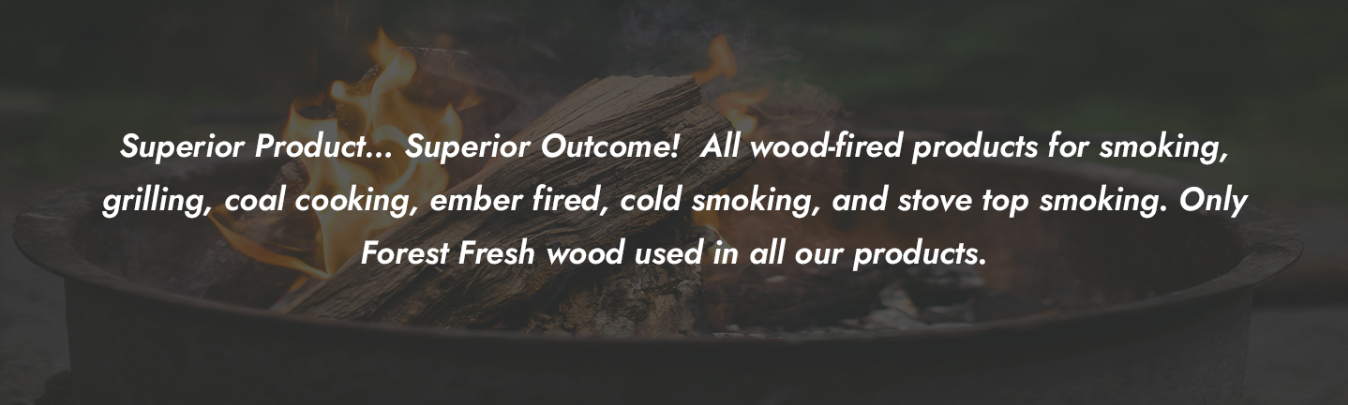 Superior Product... Superior Outcome!  All wood-fired products for smoking,
grilling, coal cooking, ember fired, cold smoking, and stove top smoking. Only
Forest Fresh wood used in all our products.